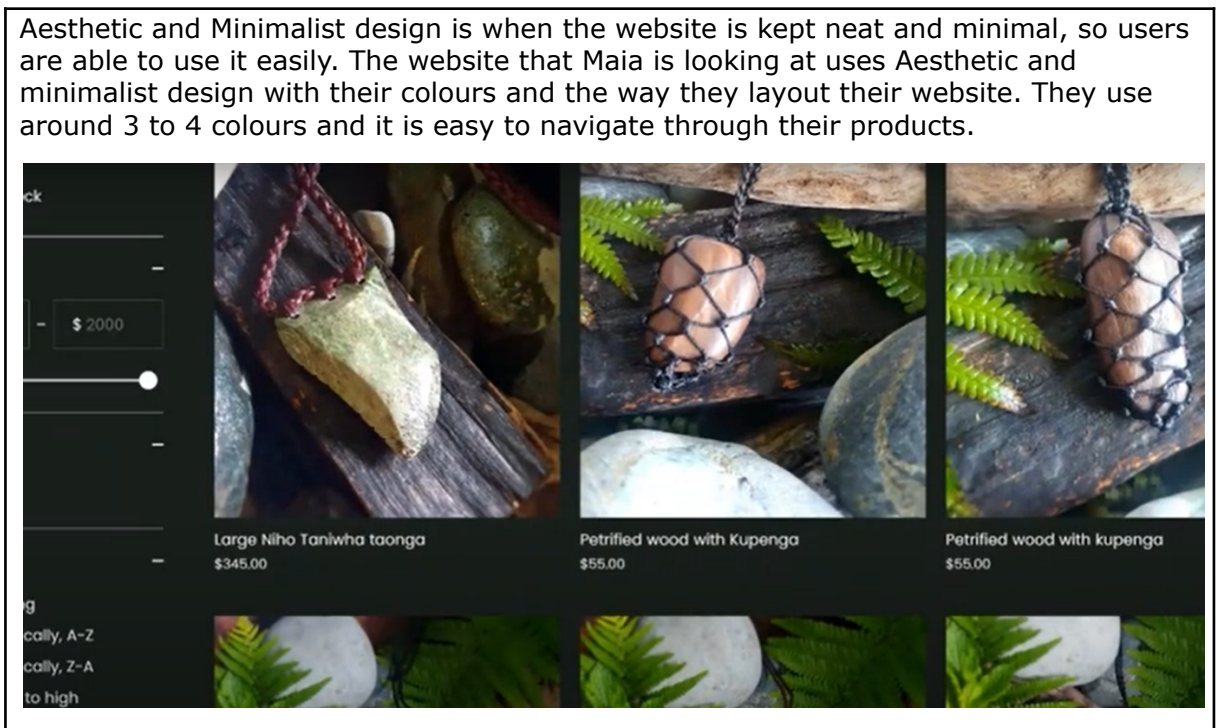 Aesthetic and Minimalist design is when the website is kept neat and minimal, so users
are able to use it easily. The website that Maia is looking at uses Aesthetic and
minimalist design with their colours and the way they layout their website. They use
around 3 to 4 colours and it is easy to navigate through their products.
ck
– $ 2000
Large Niho Taniwha taonga
$345.00
Petrified wood with Kupenga
$55.00
Petrified wood with kupenga
$55.00
g
cally, A-Z
cally, Z-A
to high